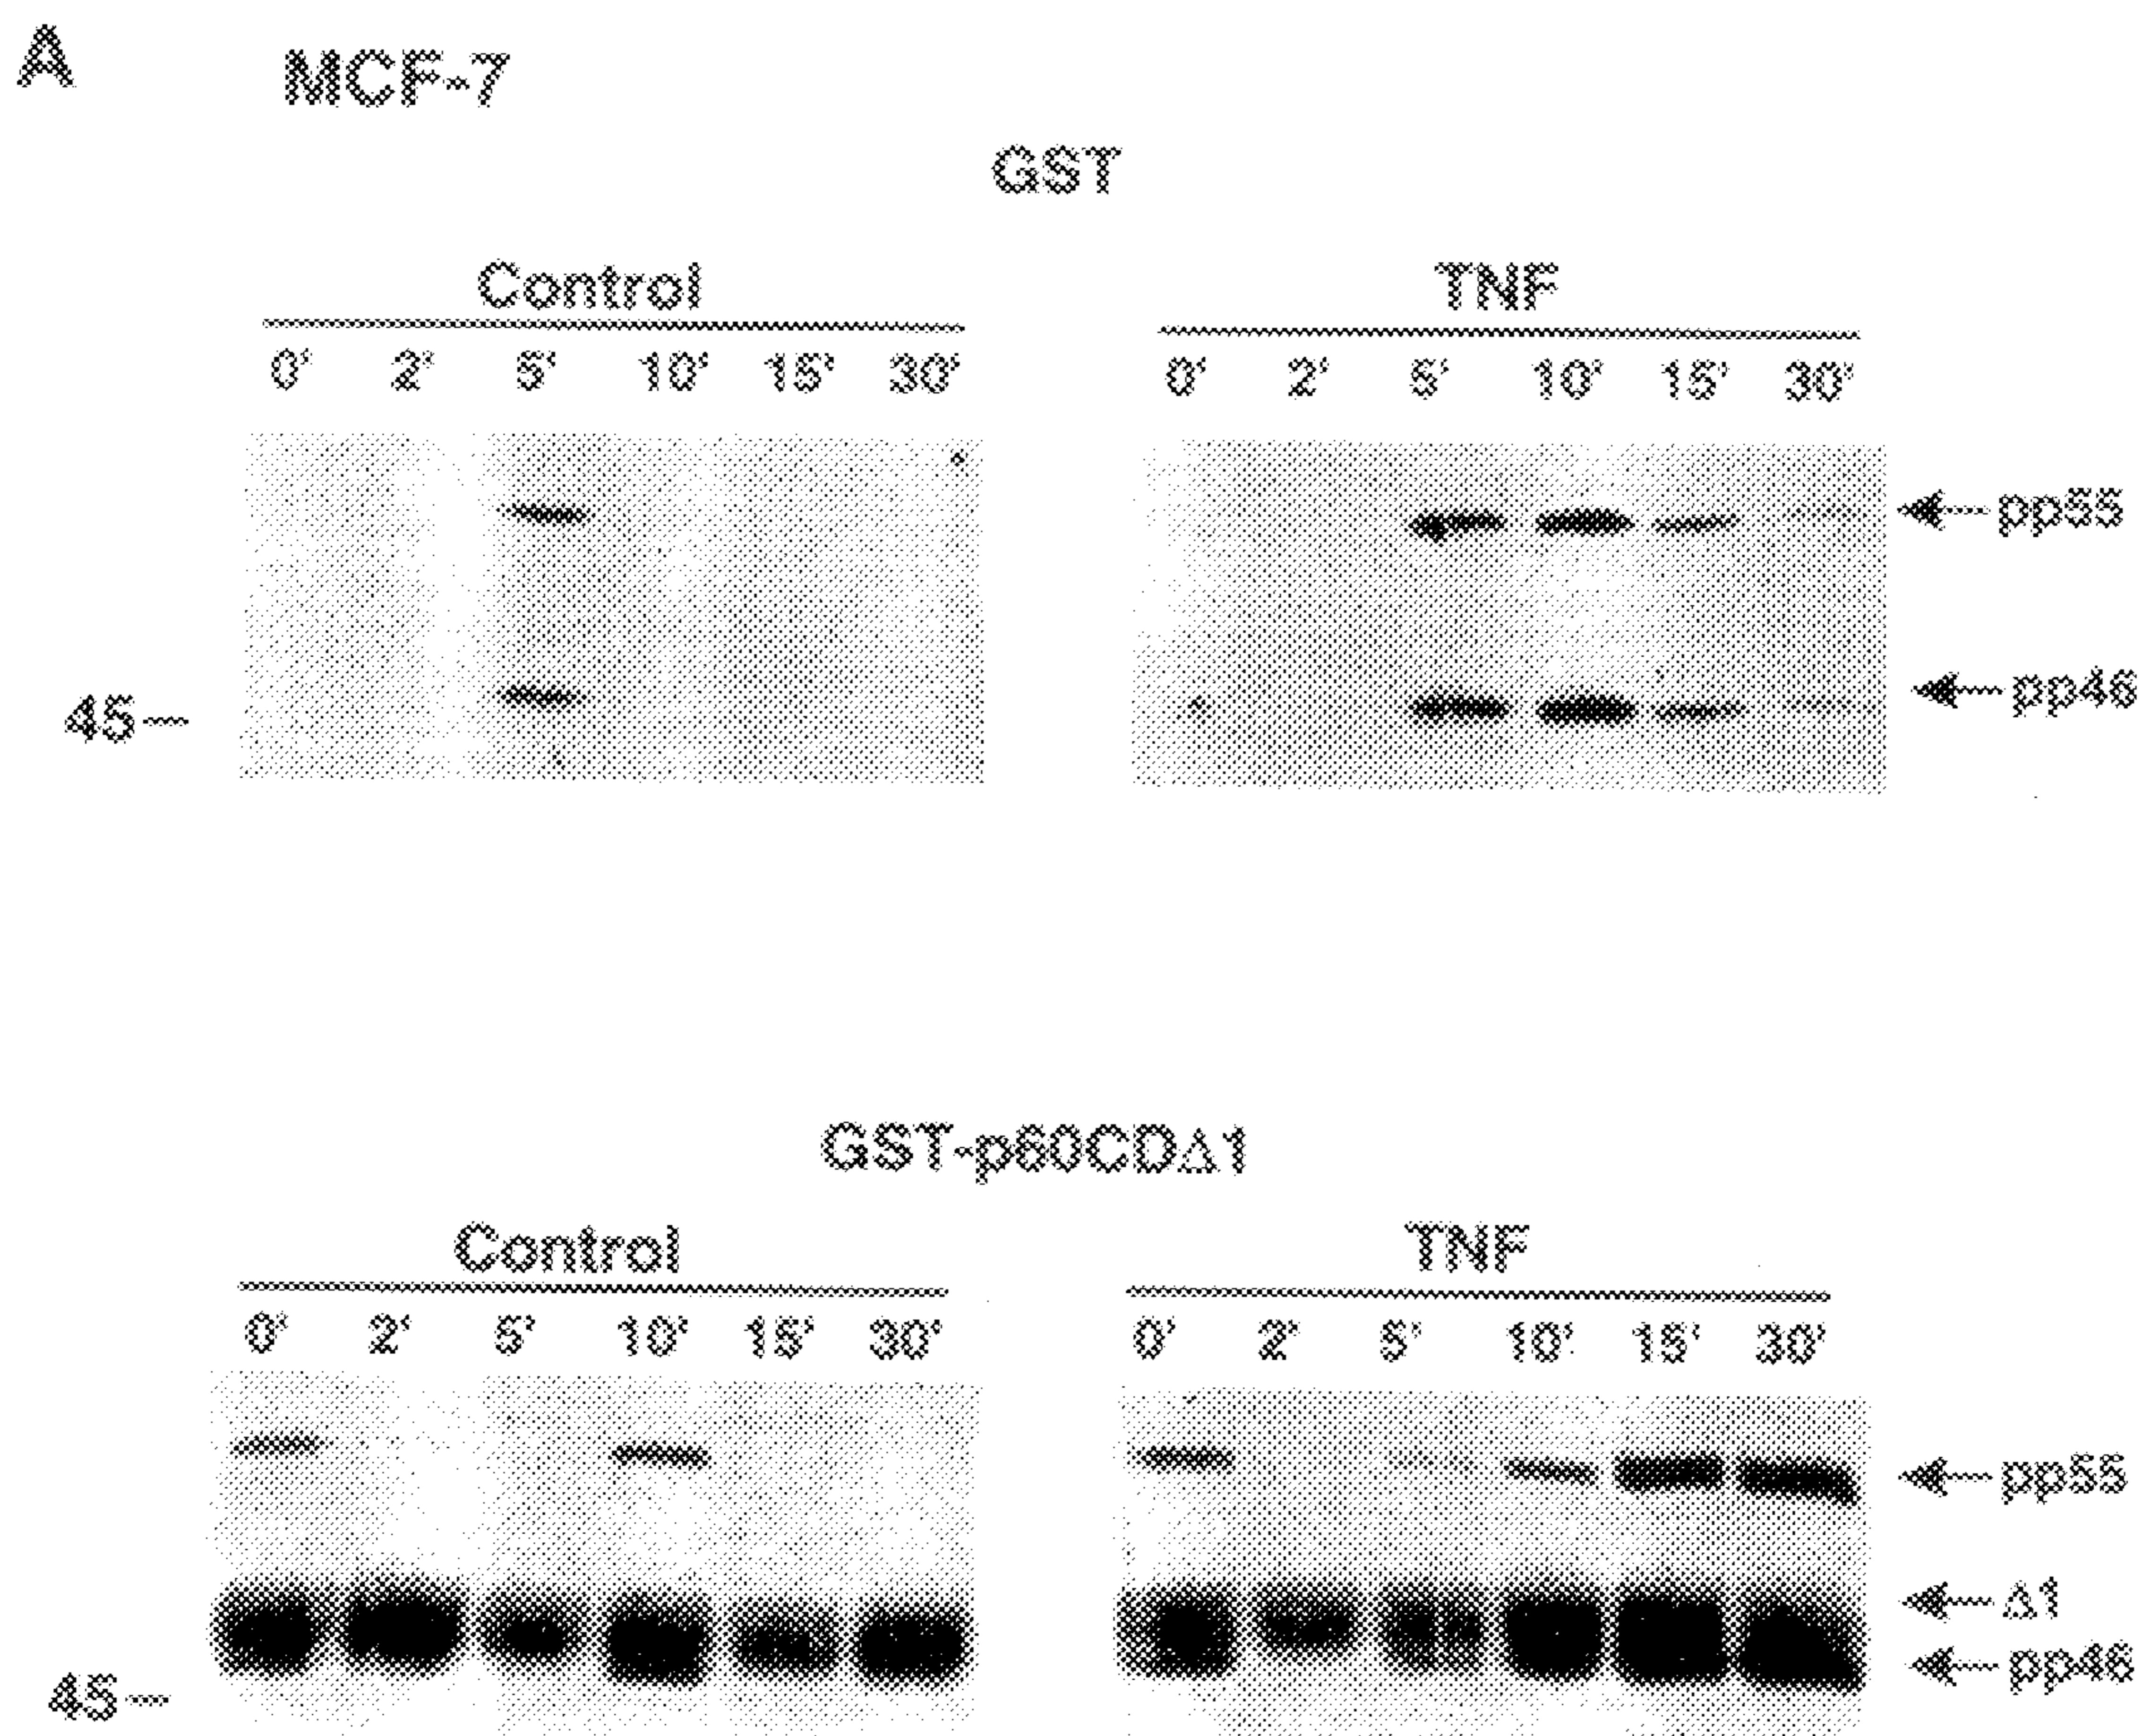 A MCF-7
GST
Control TNF
0' 2' 5' 10' 15' 30' 0' 2' 5' 10' 15' 30'
pp55
45 pp46
GST-p60CDΔ1
Control TNF
0' 2' 5' 10' 15' 30' 0' 2' 5' 10' 15' 30'
pp55
Δ1
pp46
45